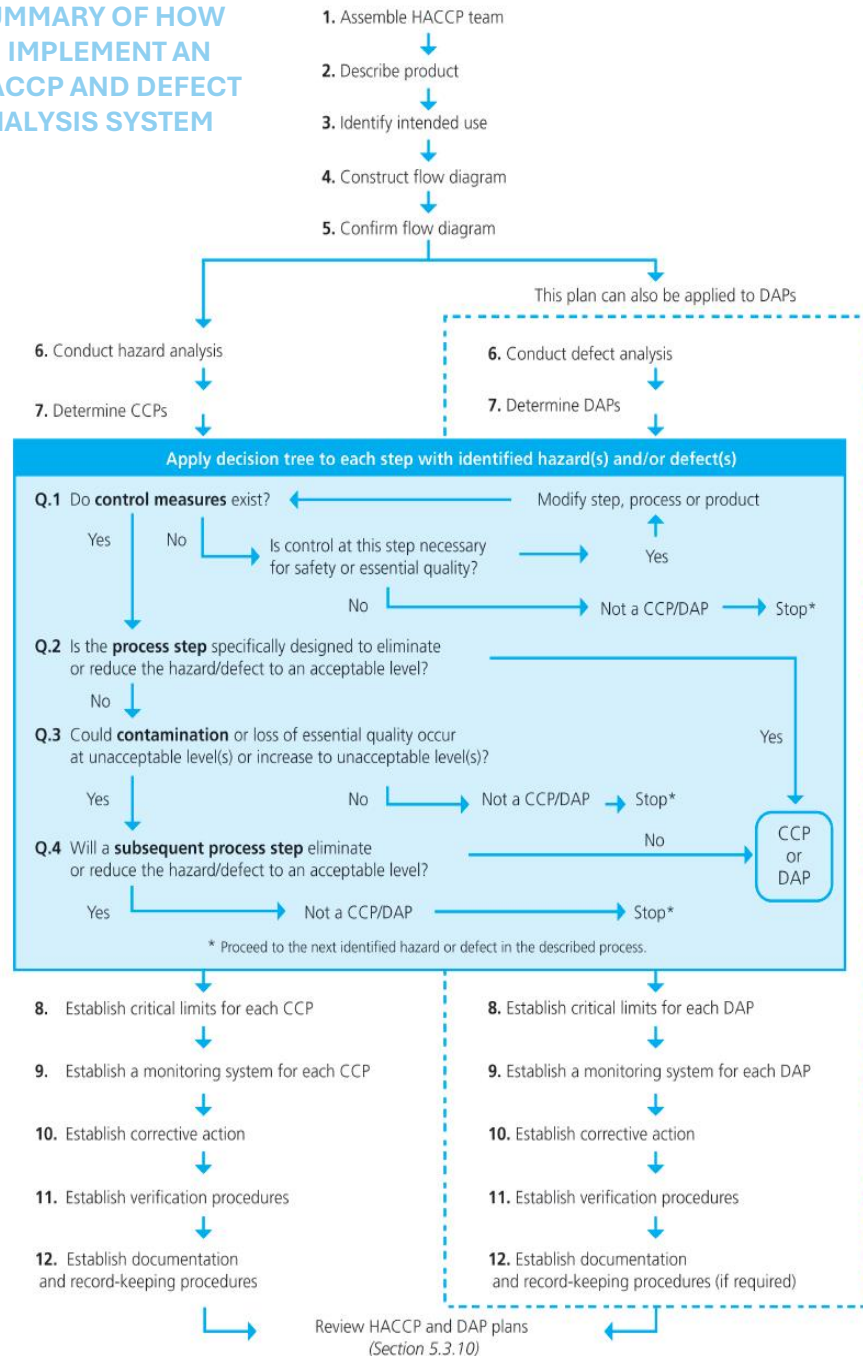 UMMARY OF HOW
IMPLEMENT AN
ACCP AND DEFECT
NALYSIS SYSTEM
1. Assemble HACCP team
2. Describe product
3. Identify intended use
4. Construct flow diagram
5. Confirm flow diagram
This plan can also be applied to DAPs
6. Conduct hazard analysis
7. Determine CCPs
6. Conduct defect analysis
7. Determine DAPs
Apply decision tree to each step with identified hazard(s) and/or defect(s)
Q.1 Do control measures exist?
Modify step, process or product
Yes
No
Is control at this step necessary
for safety or essential quality?
Yes
No
Not a CCP/DAP
Stop*
Q.2 Is the process step specifically designed to eliminate
or reduce the hazard/defect to an acceptable level?
No
Yes
Q.3 Could contamination or loss of essential quality occur
at unacceptable level(s) or increase to unacceptable level(s)?
Yes
No
Not a CCP/DAP
Stop*
Q.4 Will a subsequent process step eliminate
or reduce the hazard/defect to an acceptable level?
No
CCP
or
DAP
Yes
Not a CCP/DAP
Stop*
* Proceed to the next identified hazard or defect in the described process.
8. Establish critical limits for each CCP
9. Establish a monitoring system for each CCP
10. Establish corrective action
11. Establish verification procedures
12. Establish documentation
and record-keeping procedures
8. Establish critical limits for each DAP
9. Establish a monitoring system for each DAP
10. Establish corrective action
11. Establish verification procedures
12. Establish documentation
and record-keeping procedures (if required)
Review HACCP and DAP plans
(Section 5.3.10)